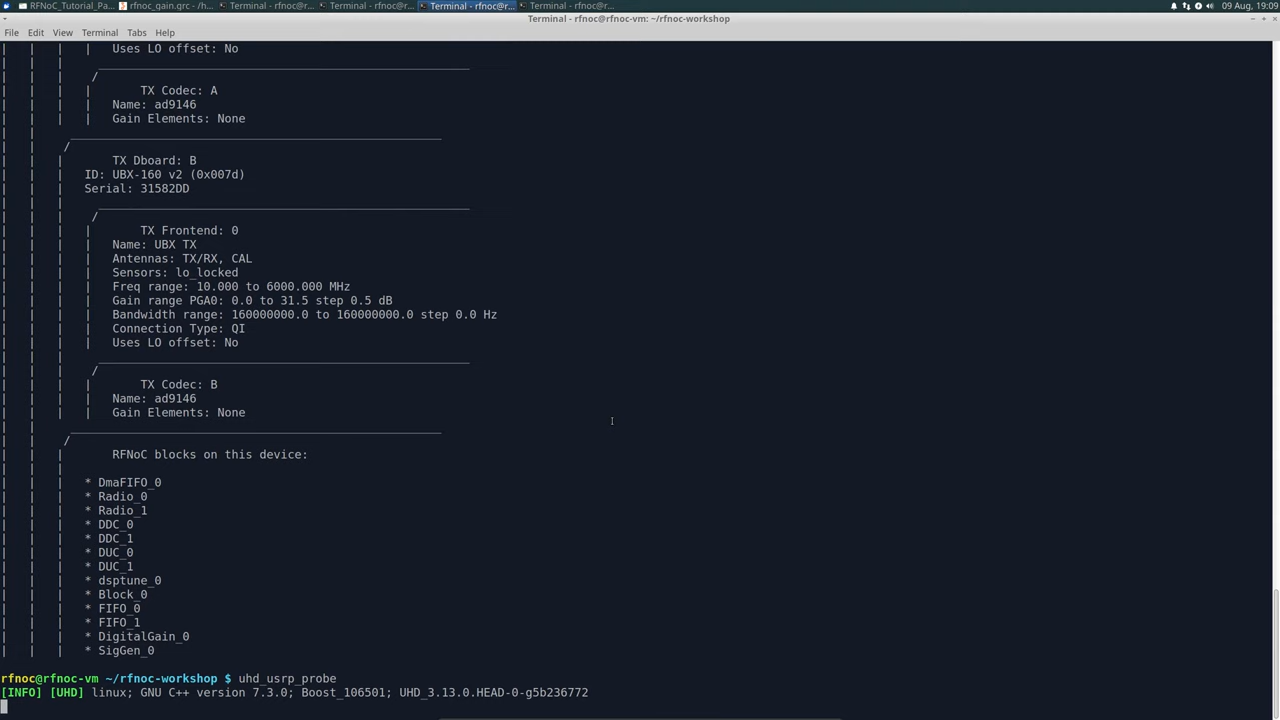 RFNoC_Tutorial_Pa...
rfnoc_gain.grc - /h...
Terminal - rfnoc@r...
Terminal - rfnoc@r...
Terminal - rfnoc@r...
Terminal - rfnoc@r...
09 Aug, 19:09
Terminal - rfnoc@rfnoc-vm: ~/rfnoc-workshop
File Edit View Terminal Tabs Help
| | | | Uses LO offset: No
| | | | TX Codec: A
| | | | Name: ad9146
| | | | Gain Elements: None
| | | TX Dboard: B
| | | ID: UBX-160 v2 (0x007d)
| | | Serial: 31582DD
| | | | TX Frontend: 0
| | | | Name: UBX TX
| | | | Antennas: TX/RX, CAL
| | | | Sensors: lo_locked
| | | | Freq range: 10.000 to 6000.000 MHz
| | | | Gain range PGA0: 0.0 to 31.5 step 0.5 dB
| | | | Bandwidth range: 160000000.0 to 160000000.0 step 0.0 Hz
| | | | Connection Type: QI
| | | | Uses LO offset: No
| | | | TX Codec: B
| | | | Name: ad9146
| | | | Gain Elements: None
| | | RFNoC blocks on this device:
| | | * DmaFIFO_0
| | | * Radio_0
| | | * Radio_1
| | | * DDC_0
| | | * DDC_1
| | | * DUC_0
| | | * DUC_1
| | | * dsptune_0
| | | * Block_0
| | | * FIFO_0
| | | * FIFO_1
| | | * DigitalGain_0
| | | * SigGen_0
rfnoc@rfnoc-vm ~/rfnoc-workshop $ uhd_usrp_probe
[INFO] [UHD] linux; GNU C++ version 7.3.0; Boost_106501; UHD_3.13.0.HEAD-0-g5b236772